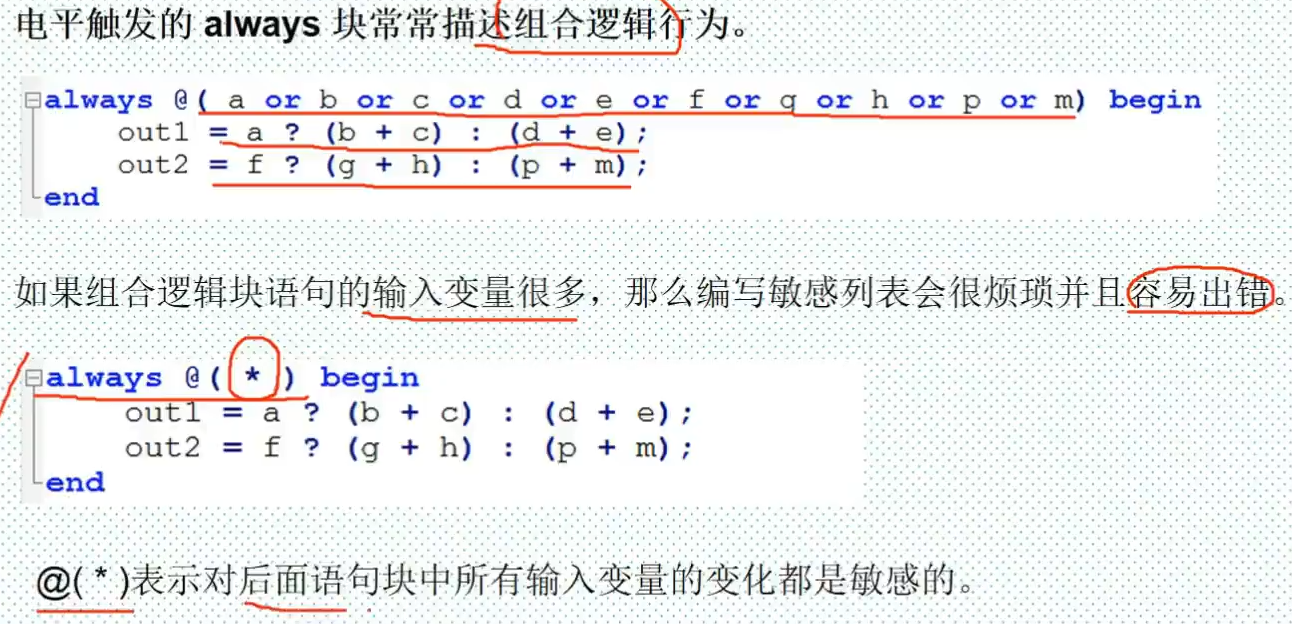 电平触发的 always 块常常描述组合逻辑行为。
always @( a or b or c or d or e or f or g or h or p or m) begin
out1 = a ? (b + c) : (d + e);
out2 = f ? (g + h) : (p + m);
end
如果组合逻辑块语句的输入变量很多，那么编写敏感列表会很烦琐并且容易出错。
always @( * ) begin
out1 = a ? (b + c) : (d + e);
out2 = f ? (g + h) : (p + m);
end
@( * )表示对后面语句块中所有输入变量的变化都是敏感的。